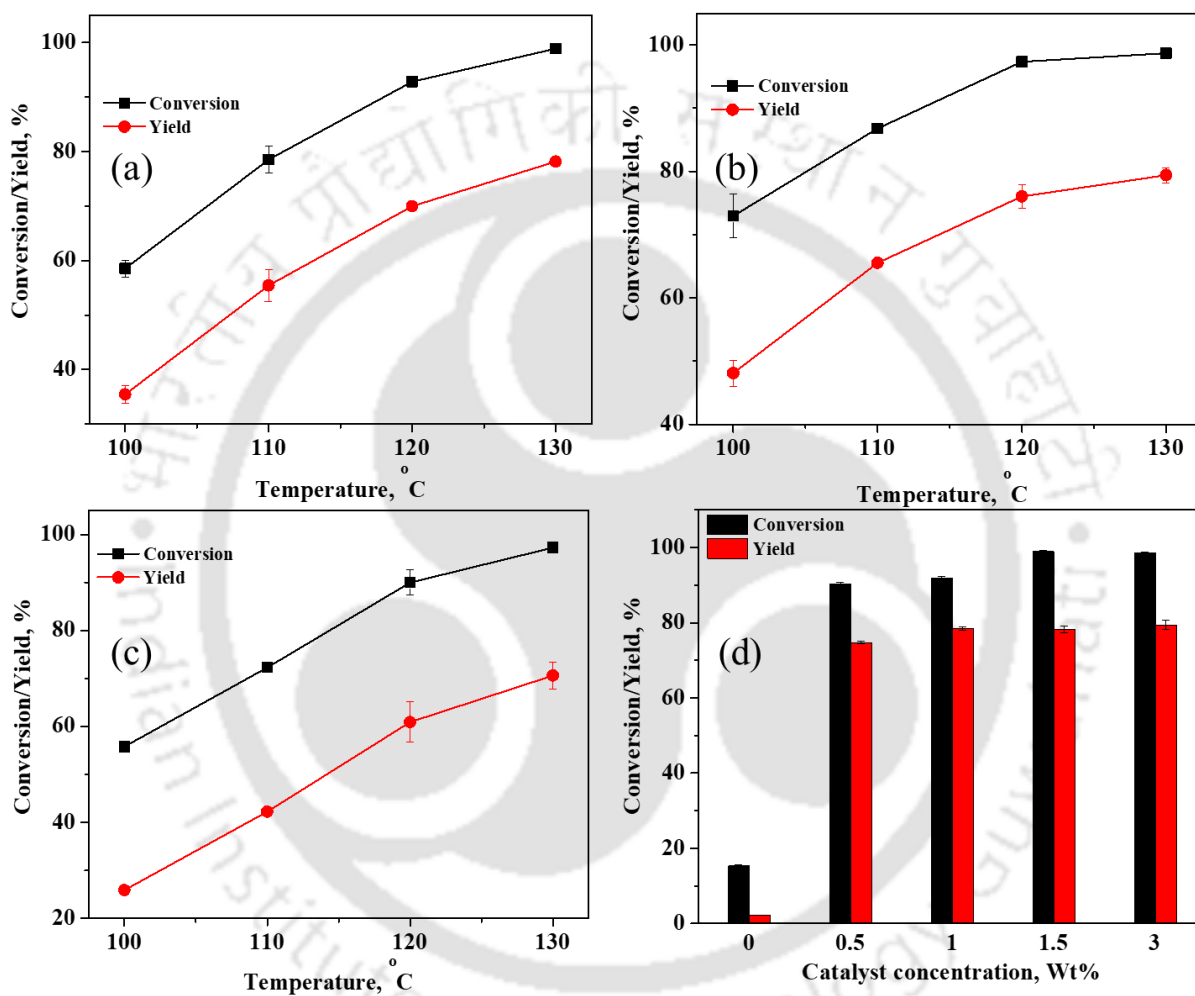 100
80
60
40
Conversion/Yield, %
Conversion
Yield
(a)
100
110
120
130
Temperature, °C
100
80
60
40
Conversion/Yield, %
Conversion
Yield
(b)
100
110
120
130
Temperature, °C
100
80
60
40
20
Conversion/Yield, %
Conversion
Yield
(c)
100
110
120
130
Temperature, °C
100
80
60
40
20
0
Conversion/Yield, %
Conversion
Yield
(d)
0
0.5
1
1.5
3
Catalyst concentration, Wt%